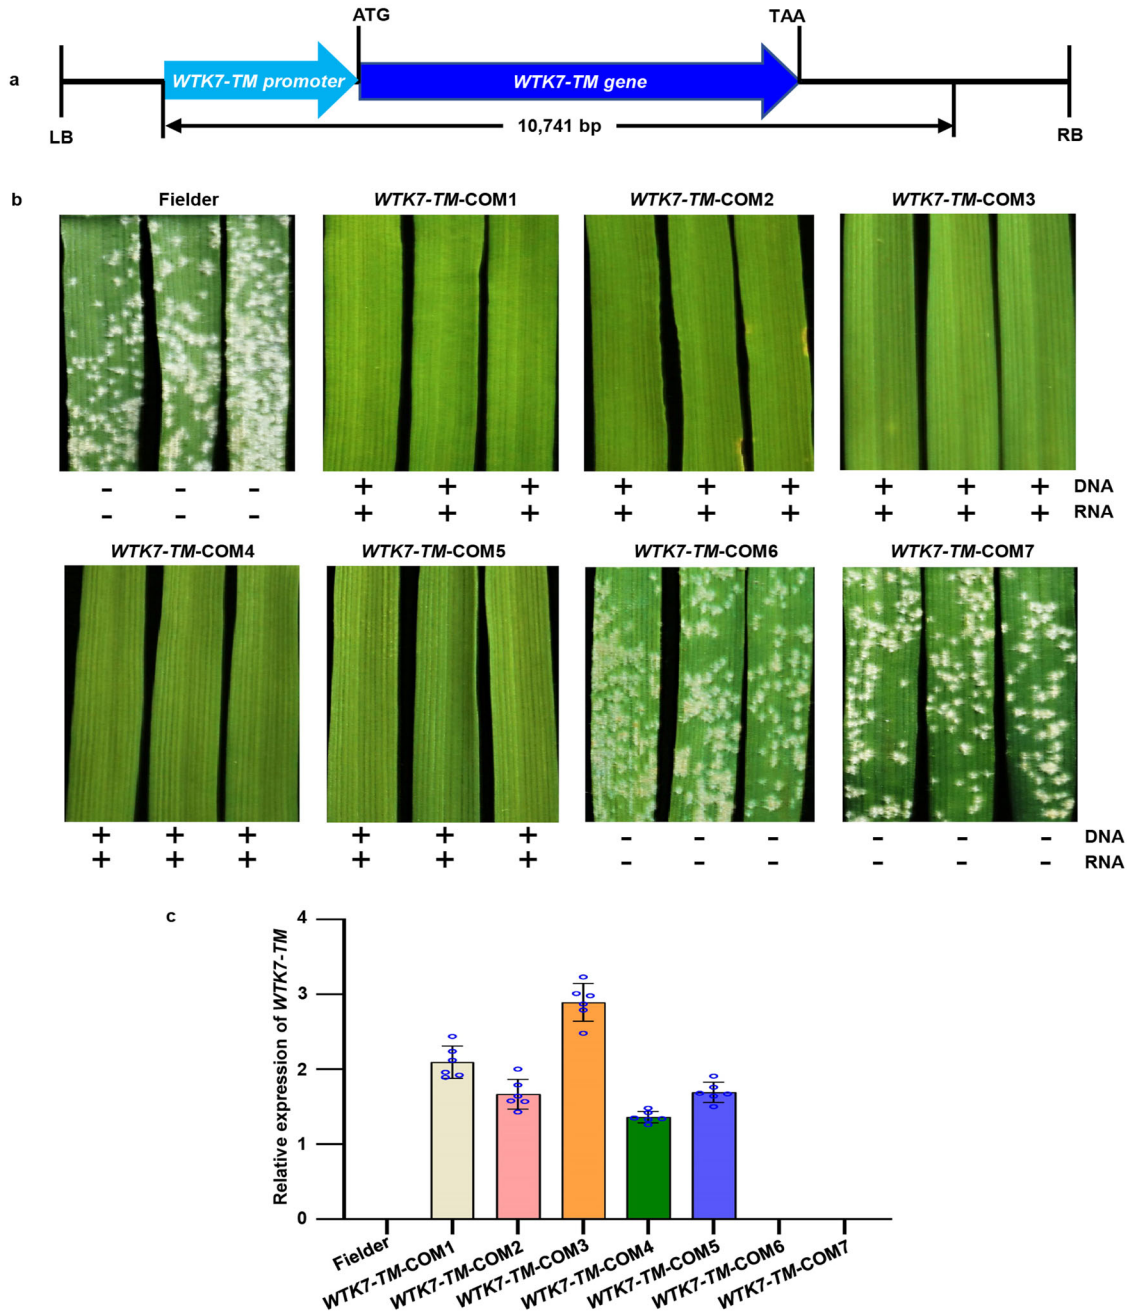 a
ATG
TAA
WTK7-TM promoter
WTK7-TM gene
10,741 bp
LB
RB
b
Fielder
WTK7-TM-COM1
WTK7-TM-COM2
WTK7-TM-COM3
- - - + + + + + + + + + DNA
- - - + + + + + + + + + RNA
WTK7-TM-COM4
WTK7-TM-COM5
WTK7-TM-COM6
WTK7-TM-COM7
+ + + + + + - - - - - - DNA
+ + + + + + - - - - - - RNA
c
Relative expression of WTK7-TM
4
3
2
1
0
Fielder
WTK7-TM-COM1
WTK7-TM-COM2
WTK7-TM-COM3
WTK7-TM-COM4
WTK7-TM-COM5
WTK7-TM-COM6
WTK7-TM-COM7